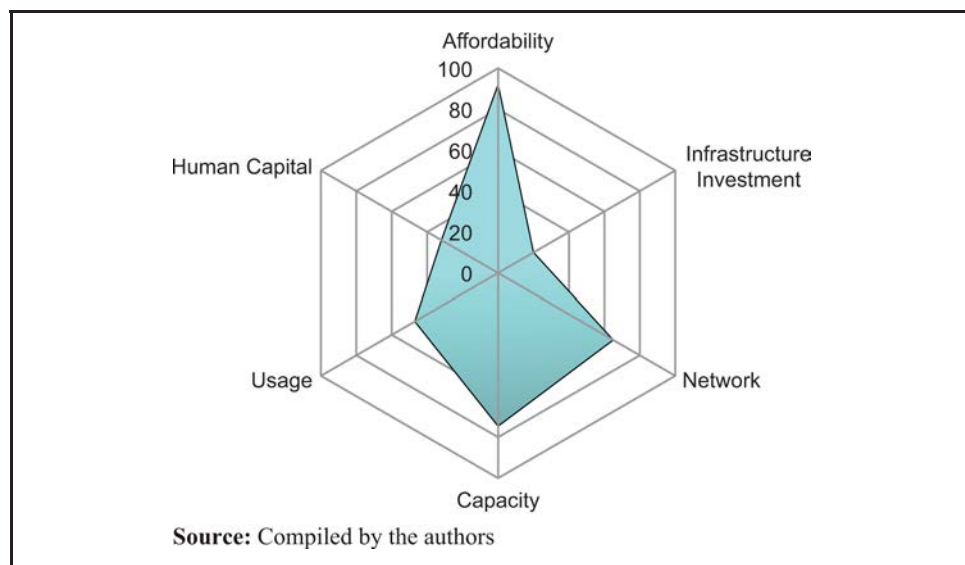 Affordability
100
80
60
40
20
0
Human Capital
Infrastructure
Investment
Usage
Network
Capacity
Source: Compiled by the authors